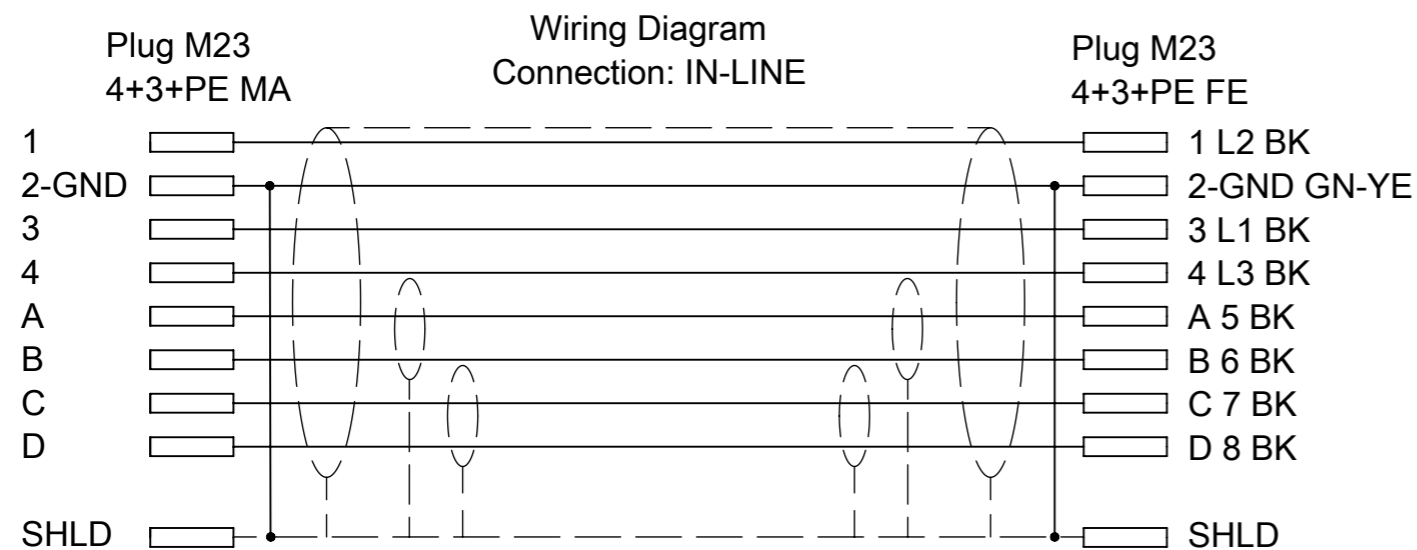 Wiring Diagram
Connection: IN-LINE
Plug M23
4+3+PE MA
Plug M23
4+3+PE FE
1
1 L2 BK
2-GND
2-GND GN-YE
3
3 L1 BK
4
4 L3 BK
A
A 5 BK
B
B 6 BK
C
C 7 BK
D
D 8 BK
SHLD
SHLD